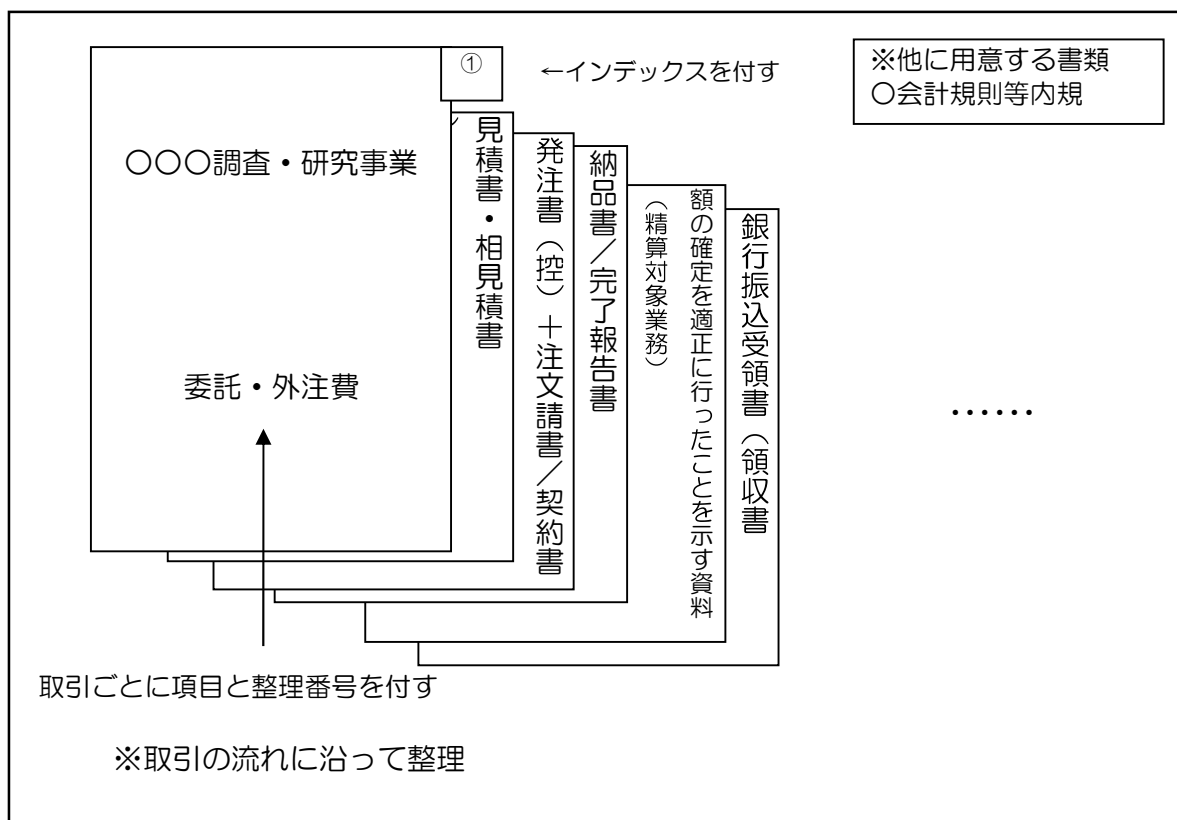 ①
←インデックスを付す
※他に用意する書類
〇会計規則等内規
〇〇〇調査・研究事業
委託・外注費
見積書・相見積書
発注書（控）＋注文請書／契約書
納品書／完了報告書
額の確定を適正に行ったことを示す資料
（精算対象業務）
銀行振込受領書（領収書）
……
取引ごとに項目と整理番号を付す
※取引の流れに沿って整理